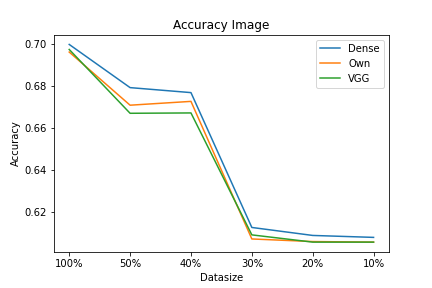 Accuracy Image
Dense
Own
VGG
0.70
0.68
0.66
0.64
0.62
Accuracy
100% 50% 40% 30% 20% 10%
Datasize